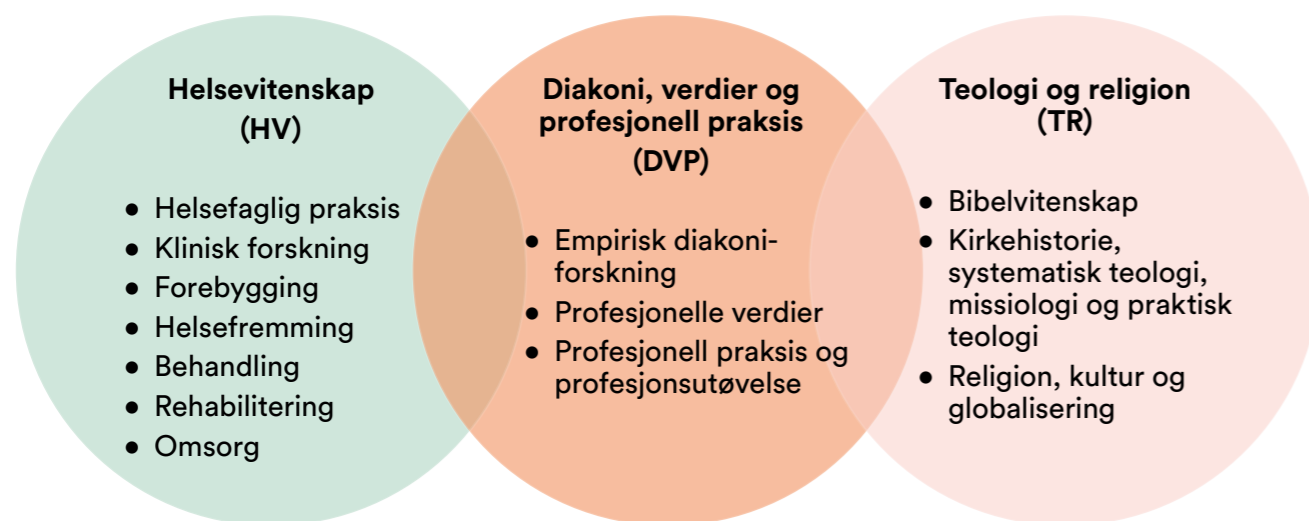 Helsevitenskap
(HV)
• Helsefaglig praksis
• Klinisk forskning
• Forebygging
• Helsefremming
• Behandling
• Rehabilitering
• Omsorg
Diakoni, verdier og
profesjonell praksis
(DVP)
• Empirisk diakoni-
forskning
• Profesjonelle verdier
• Profesjonell praksis og
profesjonsutøvelse
Teologi og religion
(TR)
• Bibelvitenskap
• Kirkehistorie,
systematisk teologi,
missiologi og praktisk
teologi
• Religion, kultur og
globalisering